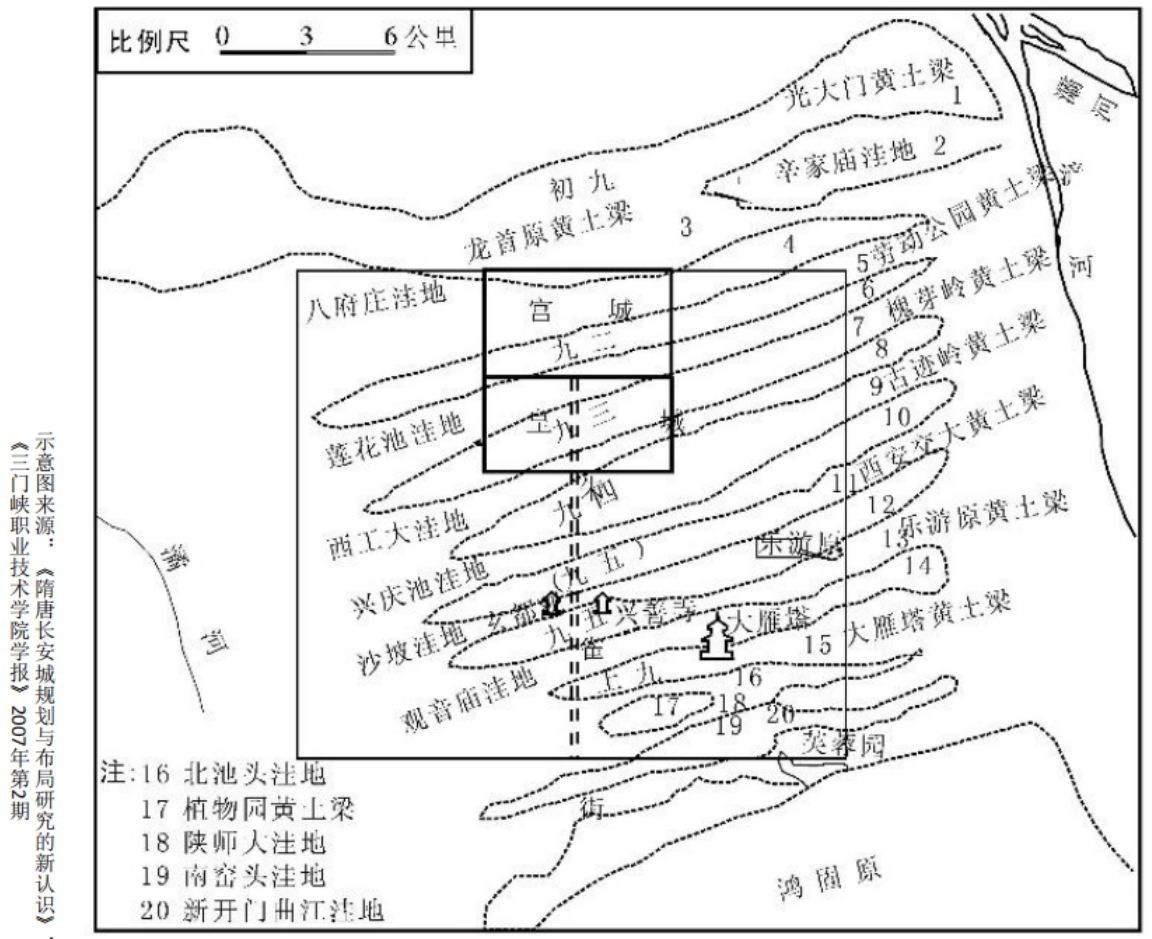 比例尺 0 3 6 公里
光大门黄土梁
1
灞河
辛家庙洼地 2
初九
龙首原黄土梁
3
4
浐河
5 劳动公园黄土梁
八府庄洼地
宫城
6
槐芽岭黄土梁
7
九二
8
古迹岭黄土梁
9
皇城
九三
10
莲花池洼地
西安交大黄土梁
11
九四
12
西工大洼地
乐游原
13
乐游原黄土梁
14
兴庆池洼地
(九五)
玄都
兴善寺
大雁塔
九五
雀
15
大雁塔黄土梁
沙坡洼地
观音庙洼地
上九
16
17
18
19
20
芙蓉园
街
鸿固原
河
注:16 北池头洼地
17 植物园黄土梁
18 陕师大洼地
19 南窑头洼地
20 新开门曲江洼地
示意图来源:《隋唐长安城规划与布局研究的新认识》,
《三门峡职业技术学院学报》2007年第2期